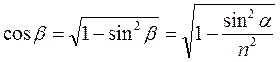 cos β = √(1 − sin² β) = √(1 − sin² α / n²)